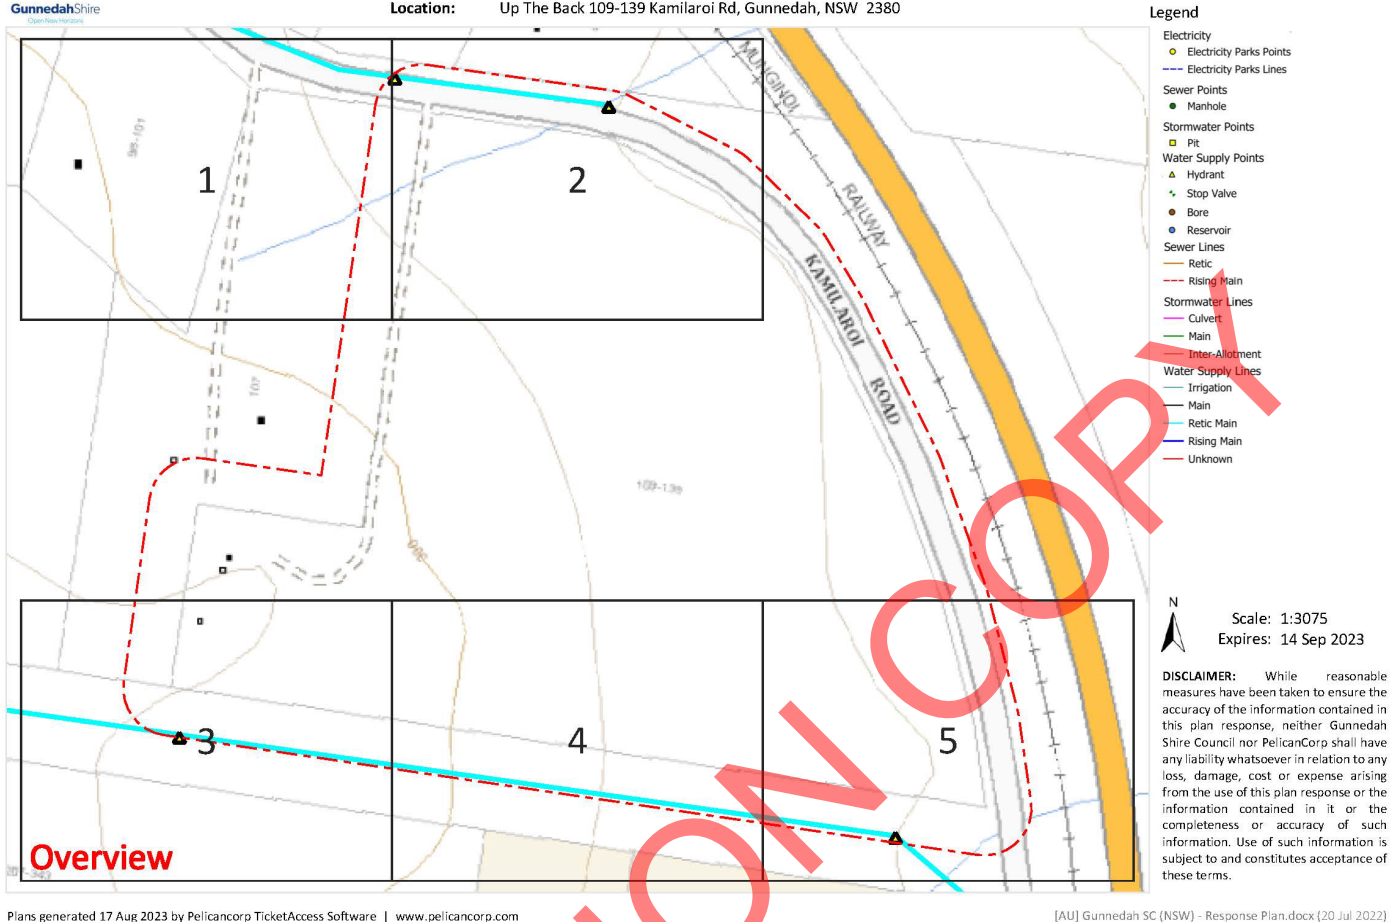 GunnedahShire
Open New Horizons
Location: Up The Back 109-139 Kamilaroi Rd, Gunnedah, NSW 2380
Legend
Electricity
Electricity Parks Points
Electricity Parks Lines
Sewer Points
Manhole
Stormwater Points
Pit
Water Supply Points
Hydrant
Stop Valve
Bore
Reservoir
Sewer Lines
Retic
Rising Main
Stormwater Lines
Culvert
Main
Inter-Allotment
Water Supply Lines
Irrigation
Main
Retic Main
Rising Main
Unknown
MUNGINDI
RAILWAY
KAMILAROI
ROAD
1
2
107
109-139
3
4
5
Overview
N
Scale: 1:3075
Expires: 14 Sep 2023
DISCLAIMER: While reasonable
measures have been taken to ensure the
accuracy of the information contained in
this plan response, neither Gunnedah
Shire Council nor PelicanCorp shall have
any liability whatsoever in relation to any
loss, damage, cost or expense arising
from the use of this plan response or the
information contained in it or the
completeness or accuracy of such
information. Use of such information is
subject to and constitutes acceptance of
these terms.
ON COPY
Plans generated 17 Aug 2023 by Pelicancorp TicketAccess Software | www.pelicancorp.com
[AU] Gunnedah SC (NSW) - Response Plan.docx (20 Jul 2022)